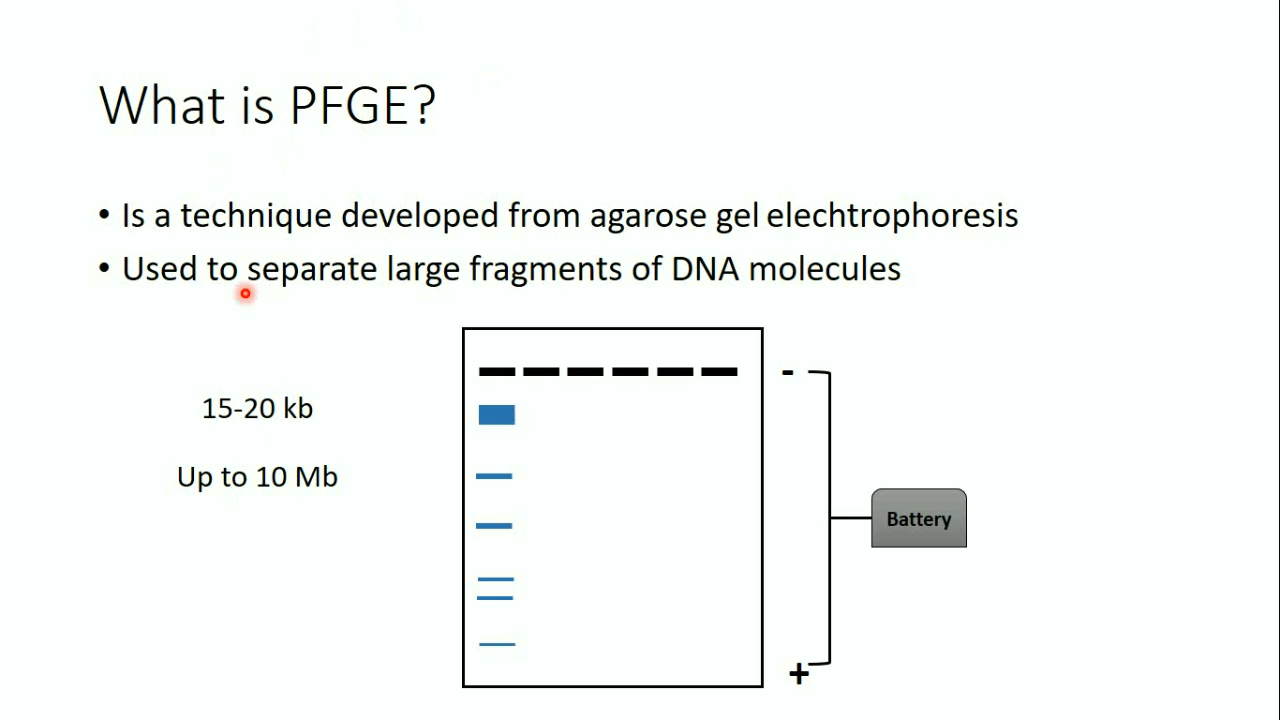 What is PFGE?
• Is a technique developed from agarose gel elechtrophoresis
• Used to separate large fragments of DNA molecules
-
15-20 kb
Up to 10 Mb
Battery
+